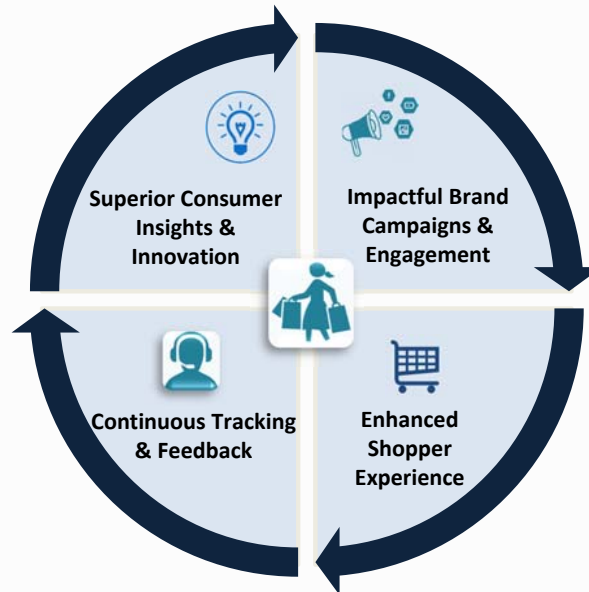 Superior Consumer
Insights &
Innovation
Impactful Brand
Campaigns &
Engagement
Continuous Tracking
& Feedback
Enhanced
Shopper
Experience